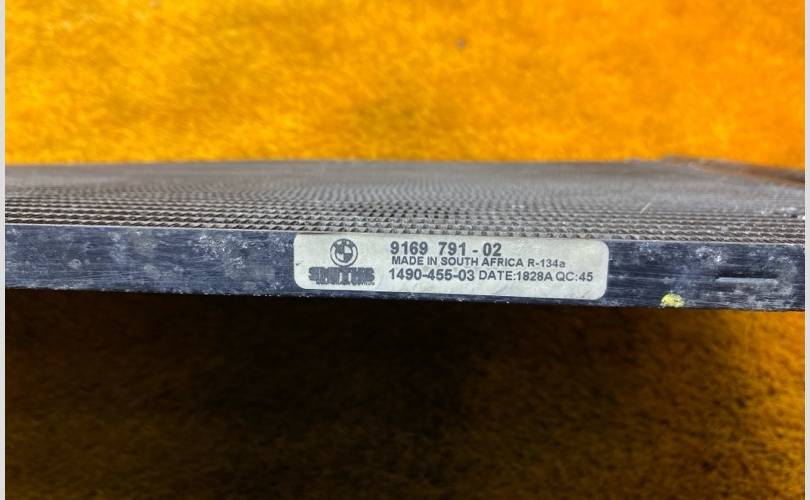 9169 791 - 02
MADE IN SOUTH AFRICA R-134a
SMITHS
1490-455-03 DATE:1828A QC:45